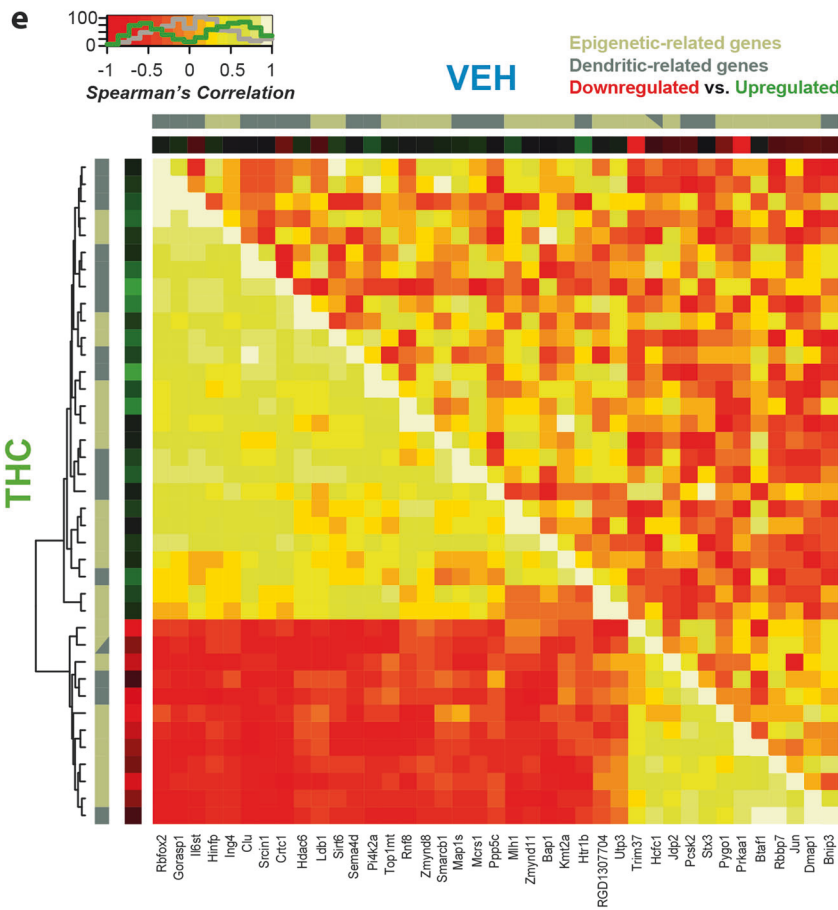 e
100
0
-1 -0.5 0 0.5 1
Spearman's Correlation
VEH
Epigenetic-related genes
Dendritic-related genes
Downregulated vs. Upregulated
THC
Rbfox2
Gorasp1
Il6st
Hinfp
Ing4
Clu
Srcin1
Crtc1
Hdac6
Ldb1
Sirt6
Sema4d
Pi4k2a
Top1mt
Rnf8
Zmynd8
Smarcb1
Map1s
Mcrs1
Ppp5c
Mlh1
Zmynd11
Bap1
Kmt2a
Htr1b
RGD1307704
Utp3
Trim37
Hcfc1
Jdp2
Pcsk2
Stx3
Pygo1
Prkaa1
Btaf1
Rbbp7
Jun
Dmap1
Bnip3